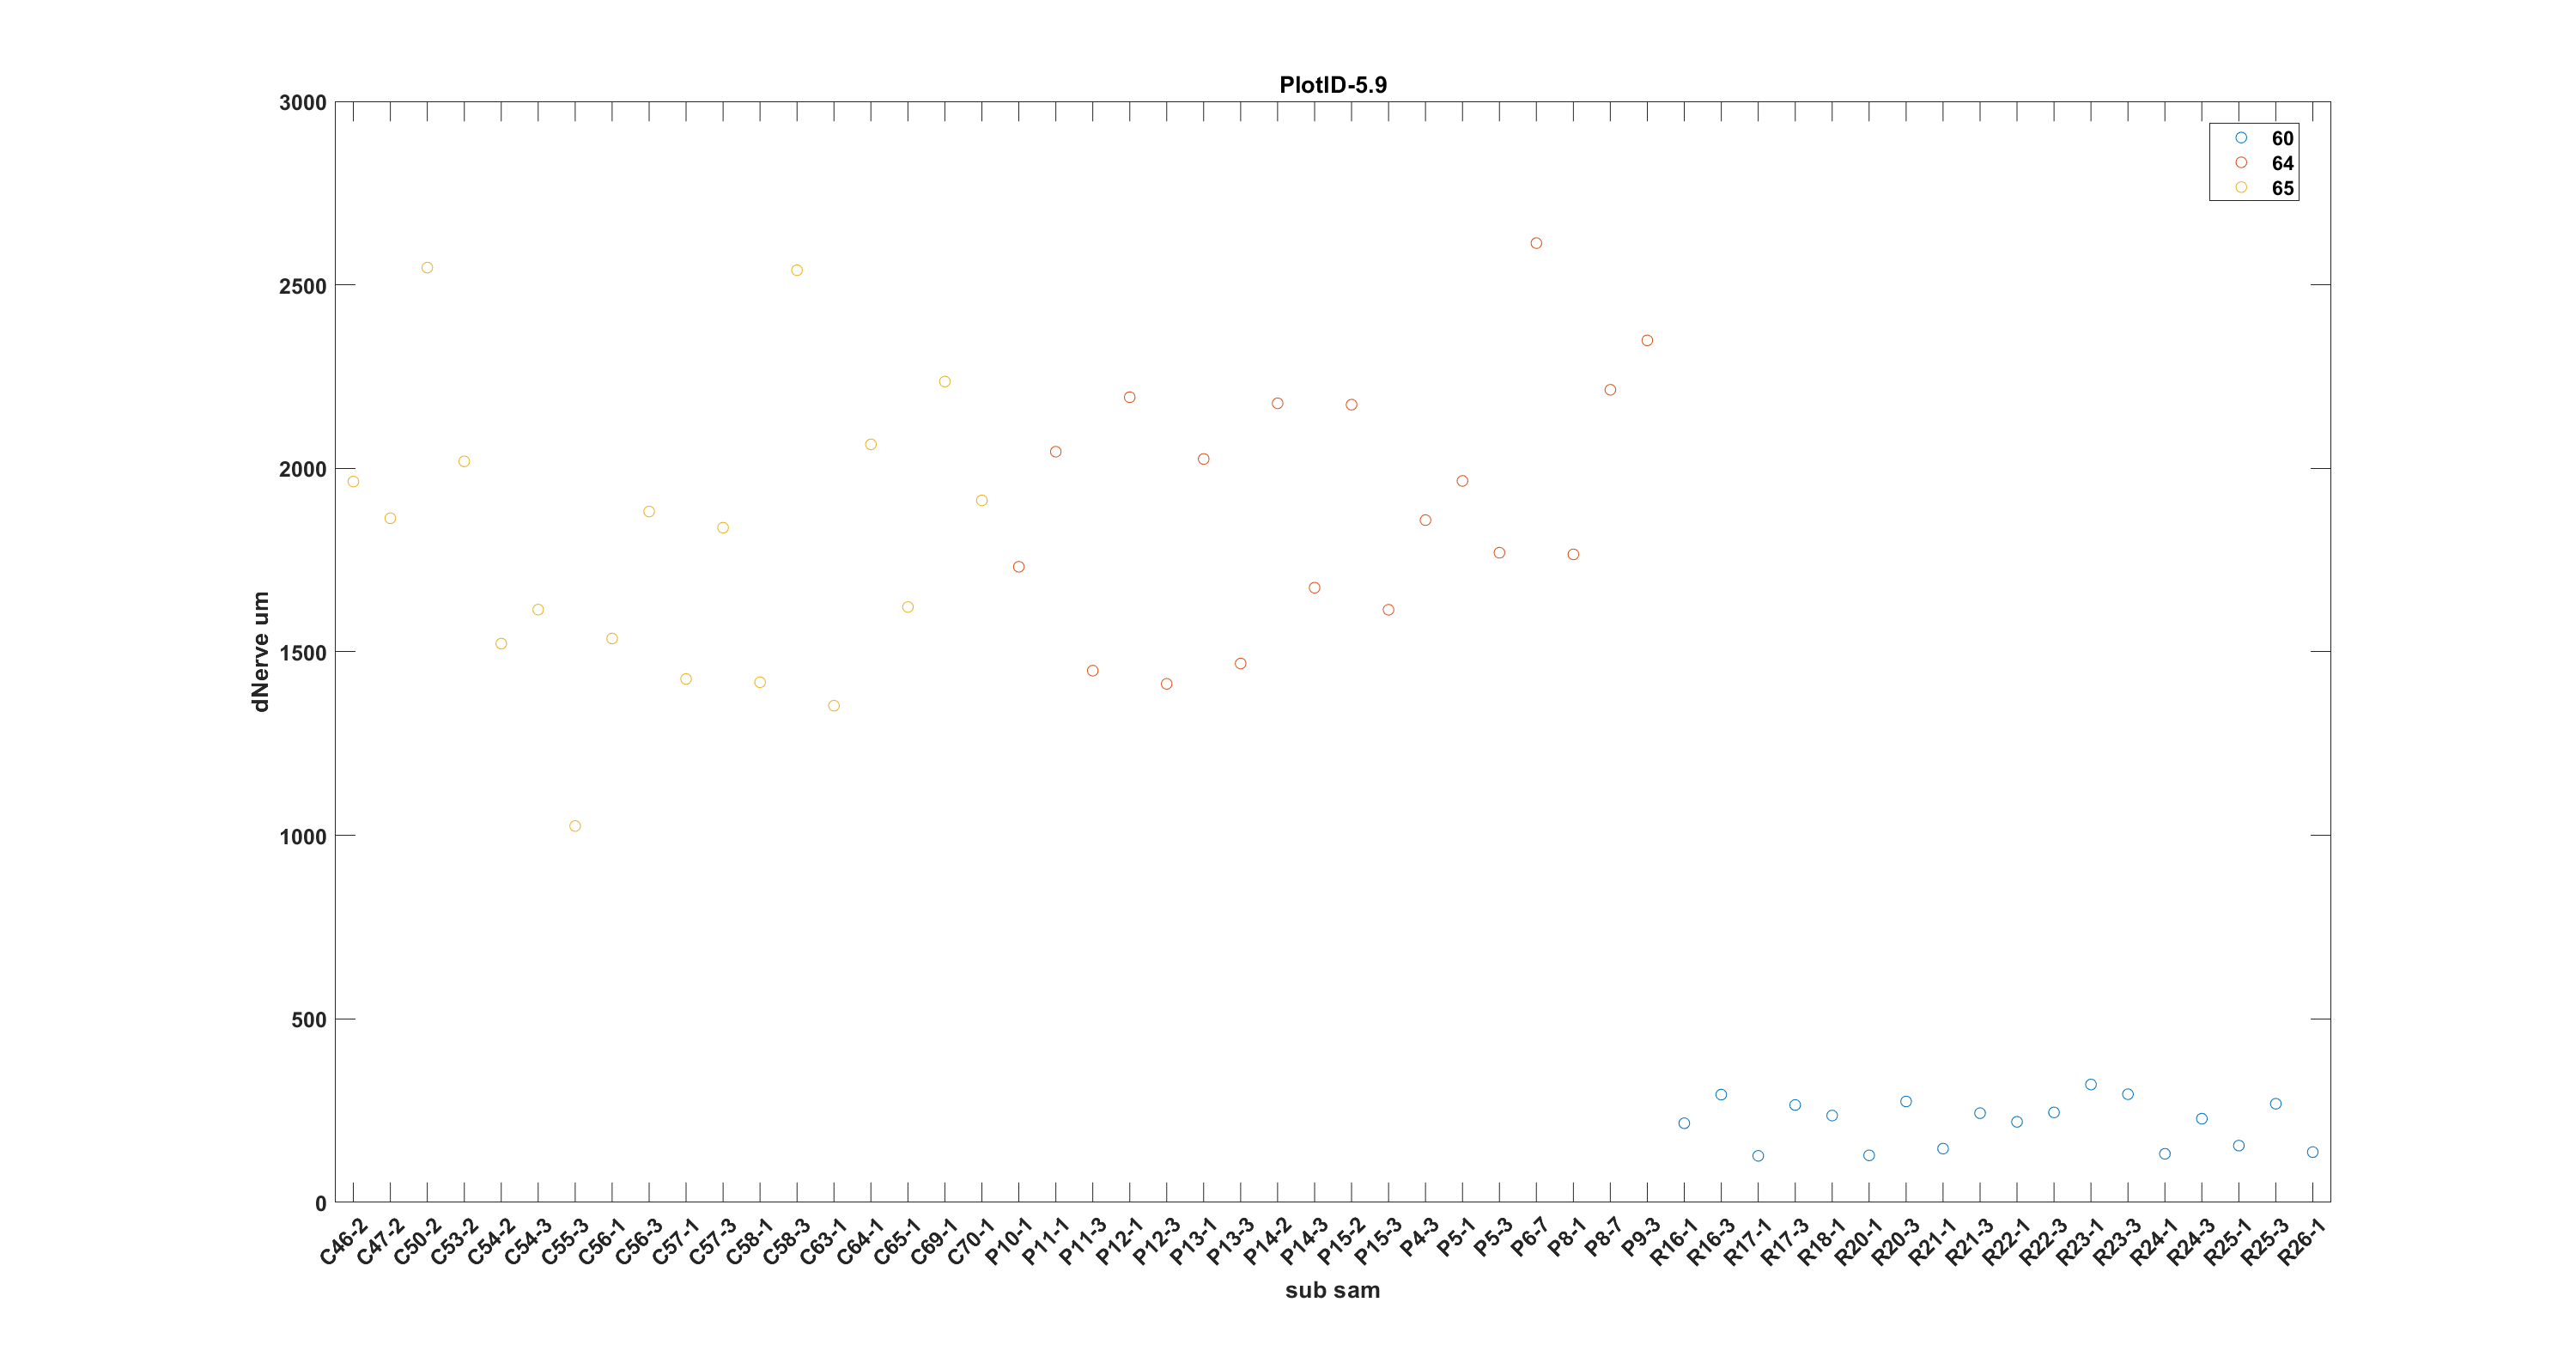 PlotID-5.9
3000
2500
2000
1500
1000
500
0
dNerve um
60
64
65
C46-2
C47-2
C50-2
C53-2
C54-2
C54-3
C55-3
C56-1
C56-3
C57-1
C57-3
C58-1
C58-3
C63-1
C64-1
C65-1
C69-1
C70-1
P10-1
P11-1
P11-3
P12-1
P12-3
P13-1
P13-3
P14-2
P14-3
P15-2
P15-3
P4-3
P5-1
P5-3
P6-7
P8-1
P8-7
P9-3
R16-1
R16-3
R17-1
R17-3
R18-1
R20-1
R20-3
R21-1
R21-3
R22-1
R22-3
R23-1
R23-3
R24-1
R24-3
R25-1
R25-3
R26-1
sub sam